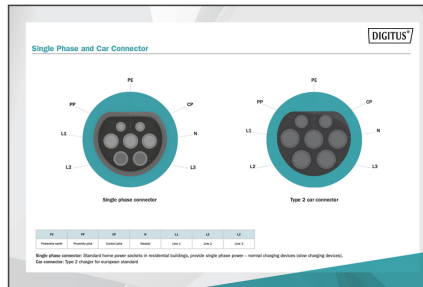 DIGITUS®
Single Phase and Car Connector
PE
PP
CP
L1
N
L2
L3
Single phase connector
PE
PP
CP
L1
N
L2
L3
Type 2 car connector
PE PP CP N L1 L2 L3
Protective earth Proximity pilot Control pilot Neutral Line 1 Line 2 Line 3
Single phase connector: Standard home power sockets in residential buildings, provide single phase power – normal charging devices (slow charging devices).
Car connector: Type 2 charger for european standard